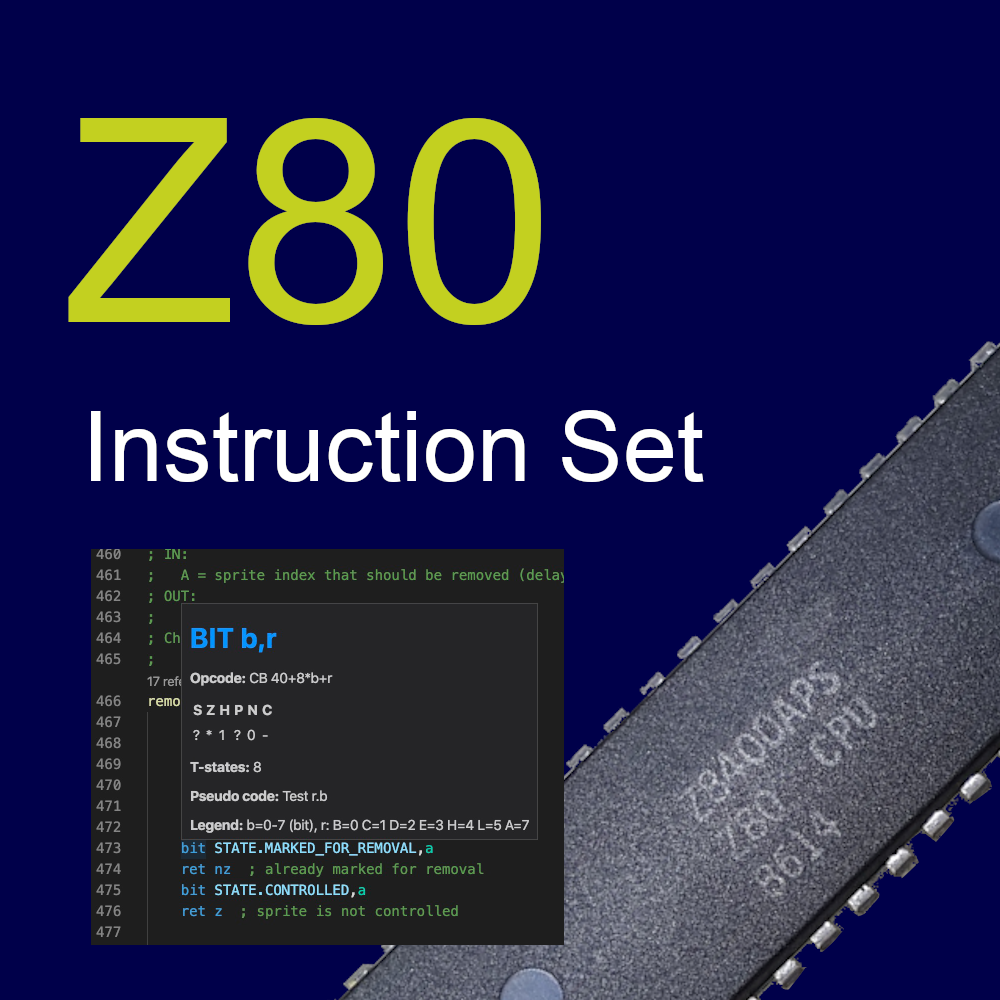 Z80
Instruction Set
460 ; IN:
461 ;   A = sprite index that should be removed (delay
462 ; OUT:
463 ;
464 ; Ch
465 ;
17 refe
466 remo
467
468
469
470
471
472
BIT b,r
Opcode: CB 40+8*b+r
S Z H P N C
? * 1 ? 0 -
T-states: 8
Pseudo code: Test r.b
Legend: b=0-7 (bit), r: B=0 C=1 D=2 E=3 H=4 L=5 A=7
473 bit STATE.MARKED_FOR_REMOVAL,a
474 ret nz  ; already marked for removal
475 bit STATE.CONTROLLED,a
476 ret z  ; sprite is not controlled
477
Z8400APS
Z80 CPU
8614